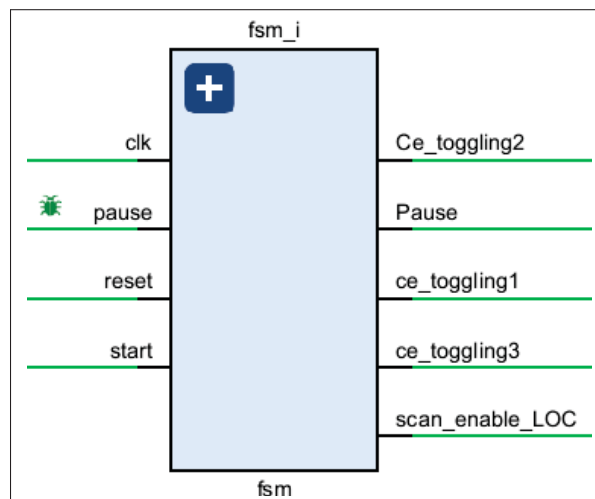 fsm_i
clk
Ce_toggling2
pause
Pause
reset
ce_toggling1
start
ce_toggling3
scan_enable_LOC
fsm